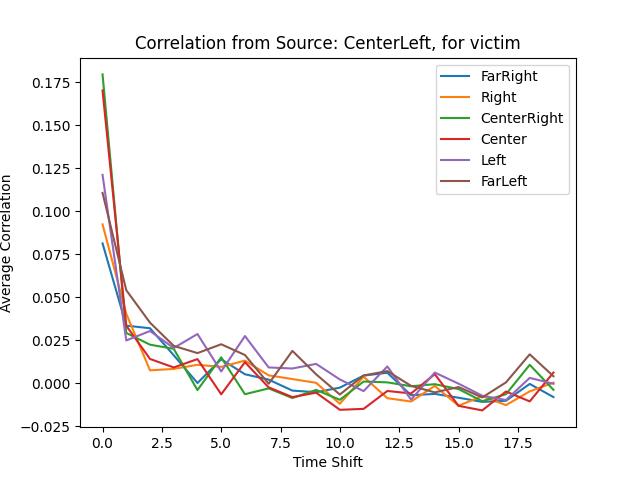 Correlation from Source: CenterLeft, for victim
FarRight
Right
CenterRight
Center
Left
FarLeft
Average Correlation
0.175
0.150
0.125
0.100
0.075
0.050
0.025
0.000
−0.025
0.0 2.5 5.0 7.5 10.0 12.5 15.0 17.5
Time Shift